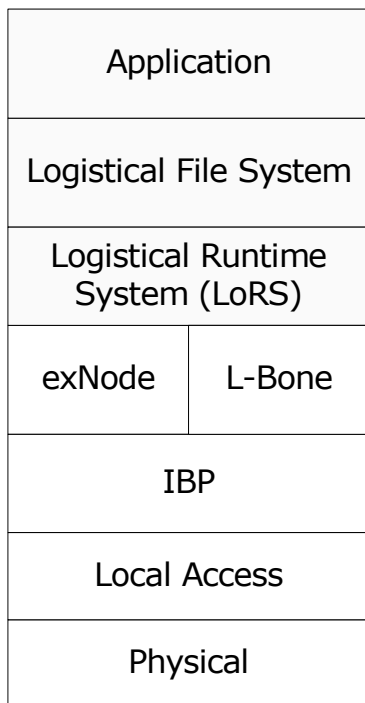 Application
Logistical File System
Logistical Runtime
System (LoRS)
exNode
L-Bone
IBP
Local Access
Physical